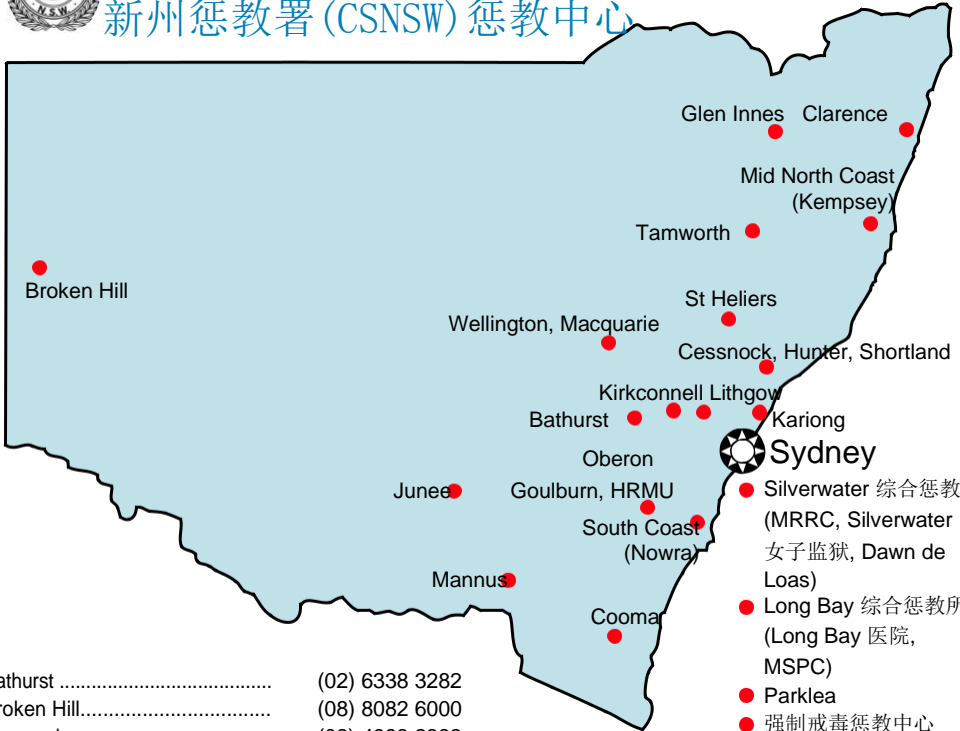 N.S.W
新州惩教署(CSNSW)惩教中心
Glen Innes
Clarence
Mid North Coast
(Kempsey)
Tamworth
Broken Hill
St Heliers
Wellington, Macquarie
Cessnock, Hunter, Shortland
Kirkconnell Lithgow
Bathurst
Kariong
Sydney
Oberon
Junee
Goulburn, HRMU
South Coast
(Nowra)
Mannus
Cooma
Silverwater 综合惩教
(MRRC, Silverwater
女子监狱, Dawn de
Loas)
Long Bay 综合惩教所
(Long Bay 医院,
MSPC)
Parklea
强制戒毒惩教中心
athurst ........................................ (02) 6338 3282
roken Hill.................................... (08) 8082 6000